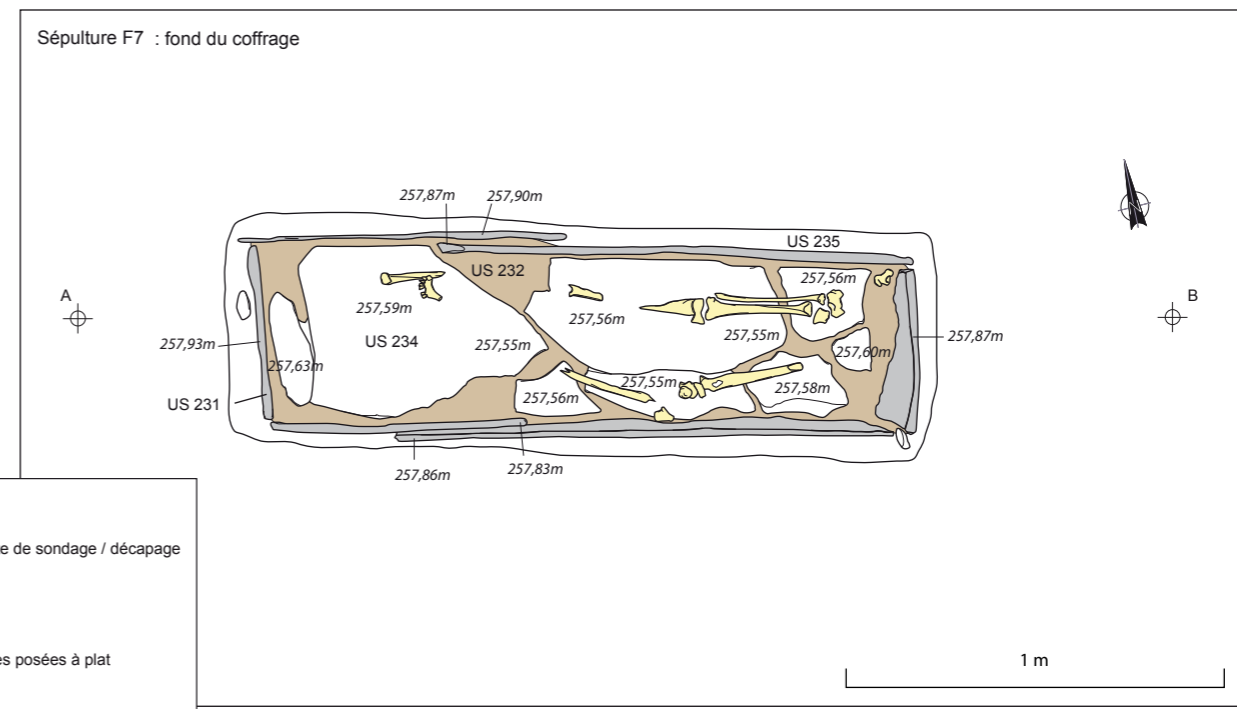 Sépulture F7 : fond du coffrage
257,87m
257,90m
US 235
US 232
257,56m
A
B
257,59m
257,56m
257,93m
US 234
257,55m
257,55m
257,87m
257,63m
257,60m
257,55m
US 231
257,56m
257,58m
257,86m
257,83m
e de sondage / décapage
es posées à plat
1 m